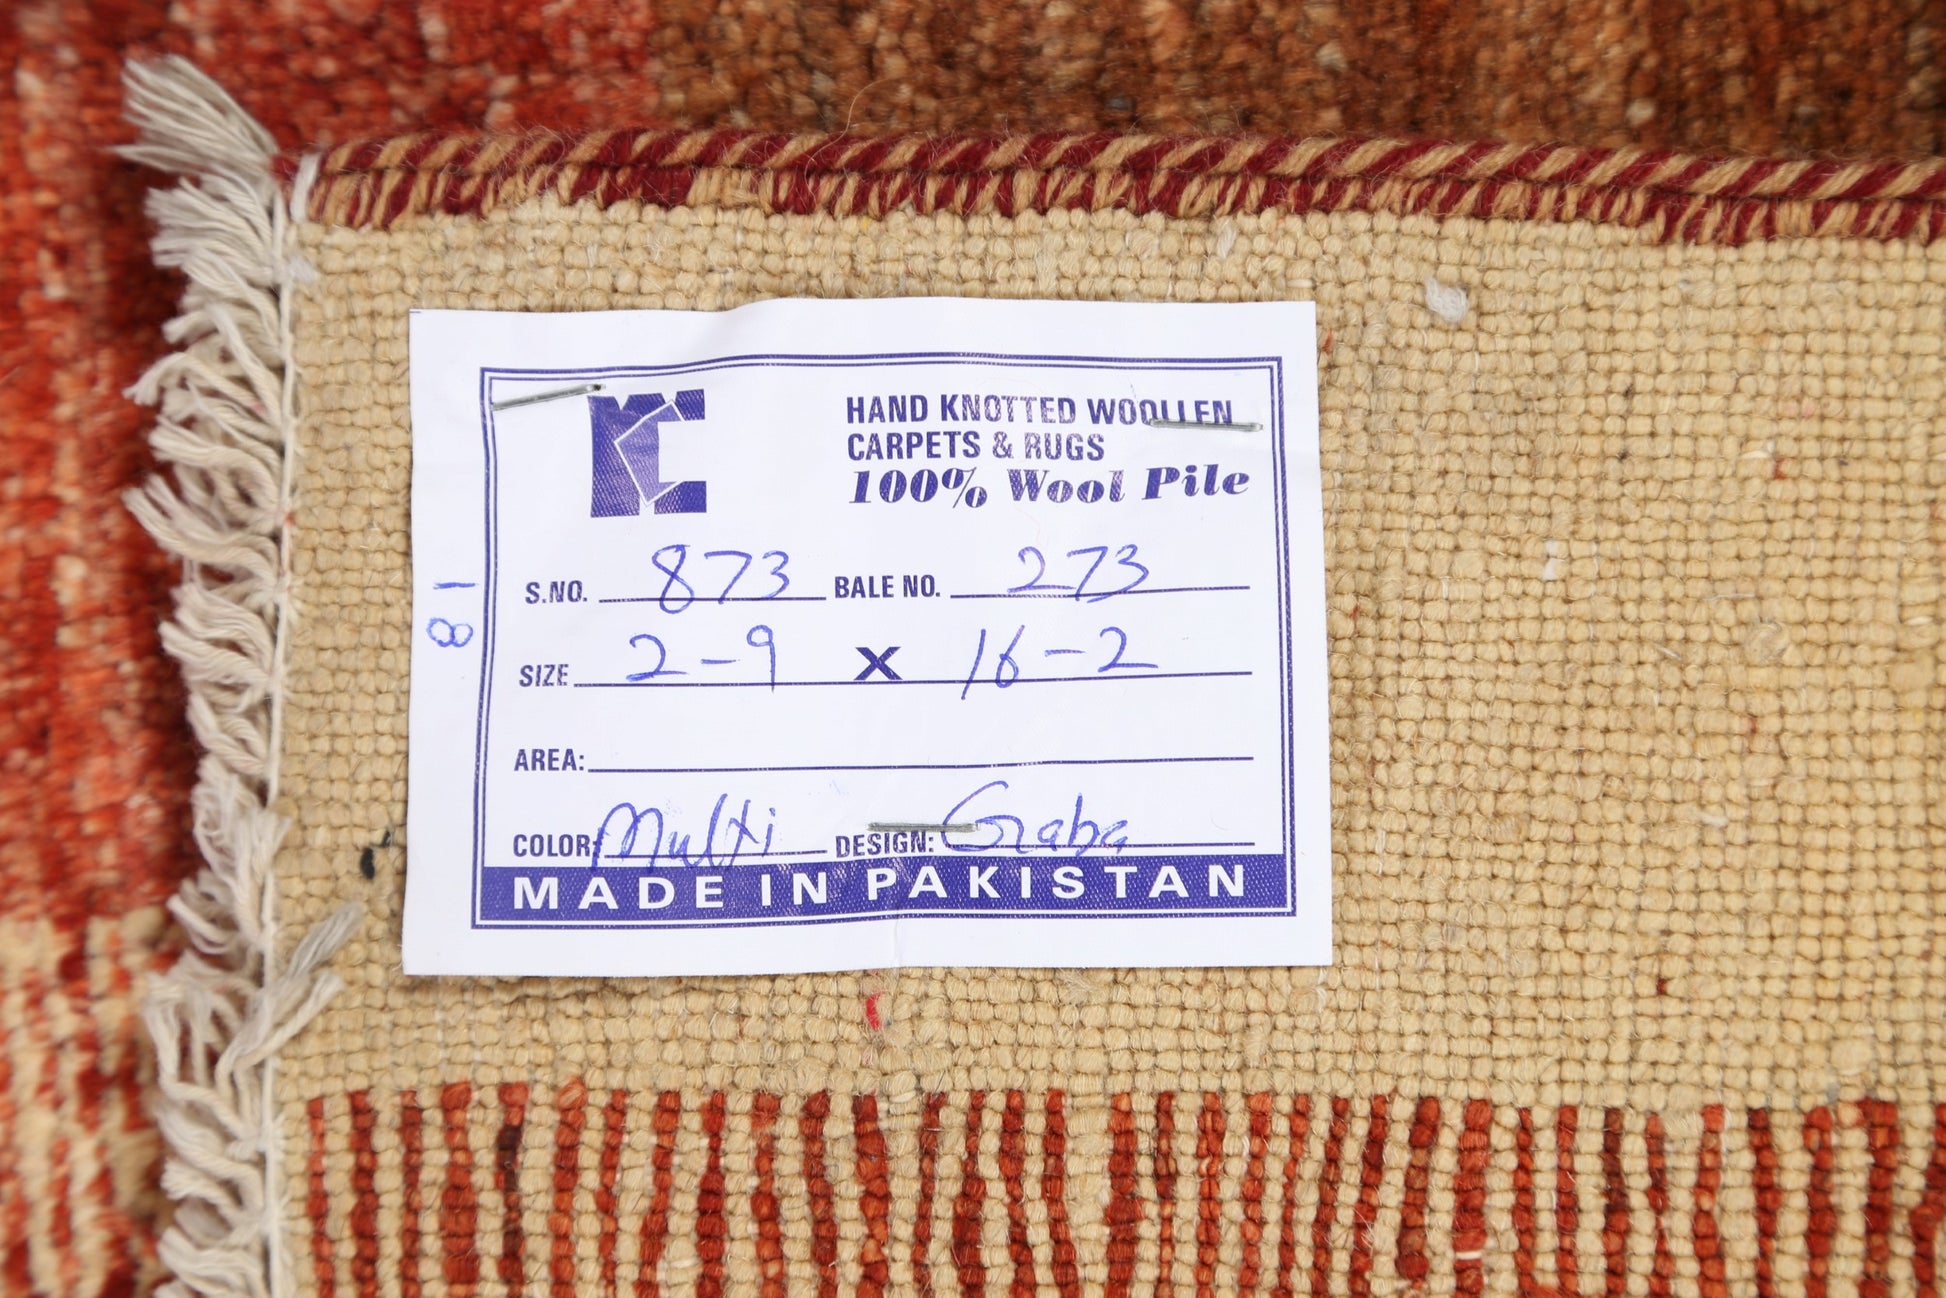 HAND KNOTTED WOOLLEN
CARPETS & RUGS
100% Wool Pile
S.NO. 873 BALE NO. 273
SIZE 2-9 X 16-2
AREA:
COLOR: Multi DESIGN: Gaba
MADE IN PAKISTAN
81